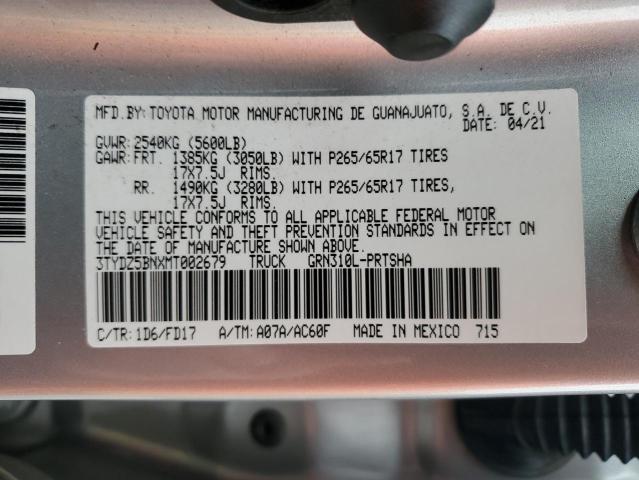 MFD.BY:TOYOTA MOTOR MANUFACTURING DE GUANAJUATO, S.A. DE C.V.
DATE: 04/21
GVWR:2540KG (5600LB)
GAWR:FRT. 1385KG (3050LB) WITH P265/65R17 TIRES
17X7.5J RIMS.
RR. 1490KG (3280LB) WITH P265/65R17 TIRES,
17X7.5J RIMS.
THIS VEHICLE CONFORMS TO ALL APPLICABLE FEDERAL MOTOR
VEHICLE SAFETY AND THEFT PREVENTION STANDARDS IN EFFECT ON
THE DATE OF MANUFACTURE SHOWN ABOVE.
3TYDZ5BNXMT002679 TRUCK GRN310L-PRTSHA
C/TR:1D6/FD17 A/TM:A07A/AC60F MADE IN MEXICO 715